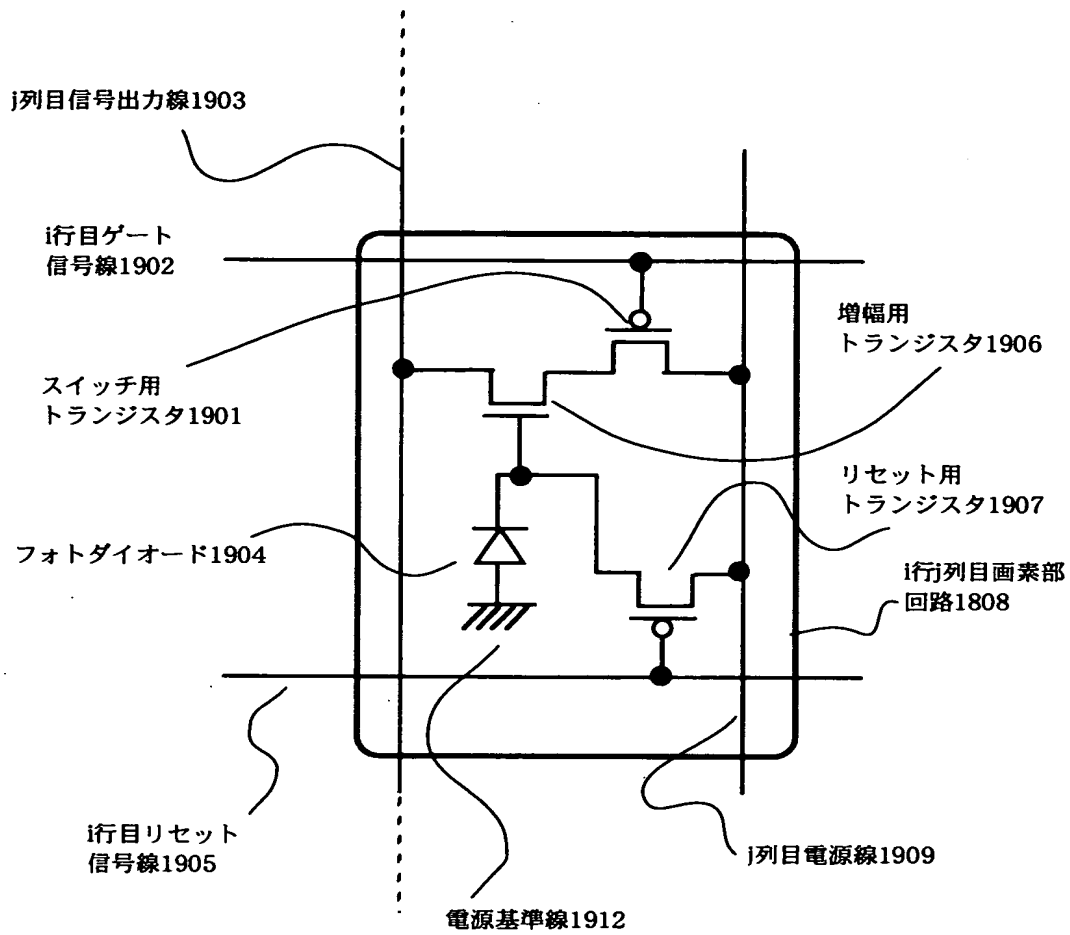 j列目信号出力線1903
i行目ゲート
信号線1902
増幅用
トランジスタ1906
スイッチ用
トランジスタ1901
リセット用
トランジスタ1907
フォトダイオード1904
i行j列目画素部
回路1808
i行目リセット
信号線1905
j列目電源線1909
電源基準線1912